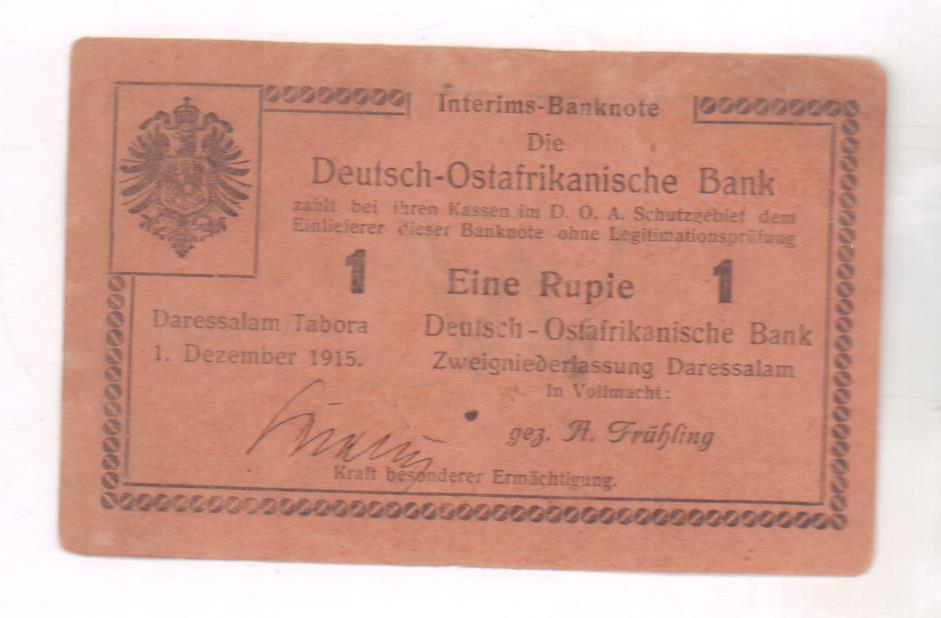 Interims-Banknote
Die
Deutsch-Ostafrikanische Bank
zahlt bei ihren Kassen im D. O. A. Schutzgebiet dem
Einlieferer dieser Banknote ohne Legitimationsprüfung
1 Eine Rupie 1
Daressalam/Tabora
1. Dezember 1915.
Deutsch-Ostafrikanische Bank
Zweigniederlassung Daressalam
In Vollmacht:
gez. A. Frühling
Kraft besonderer Ermächtigung.